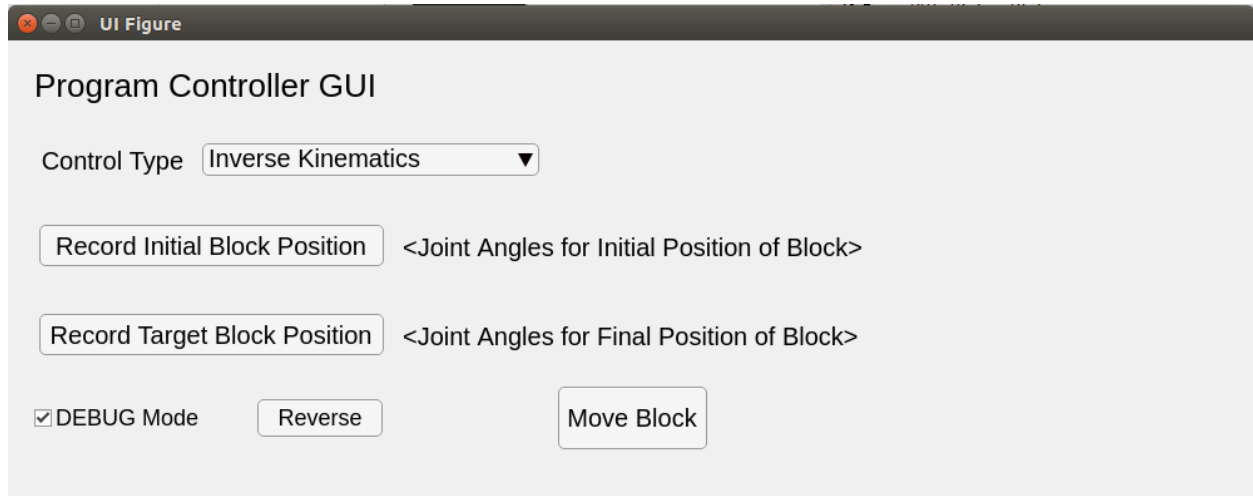 UI Figure
Program Controller GUI
Control Type Inverse Kinematics
Record Initial Block Position <Joint Angles for Initial Position of Block>
Record Target Block Position <Joint Angles for Final Position of Block>
DEBUG Mode Reverse Move Block